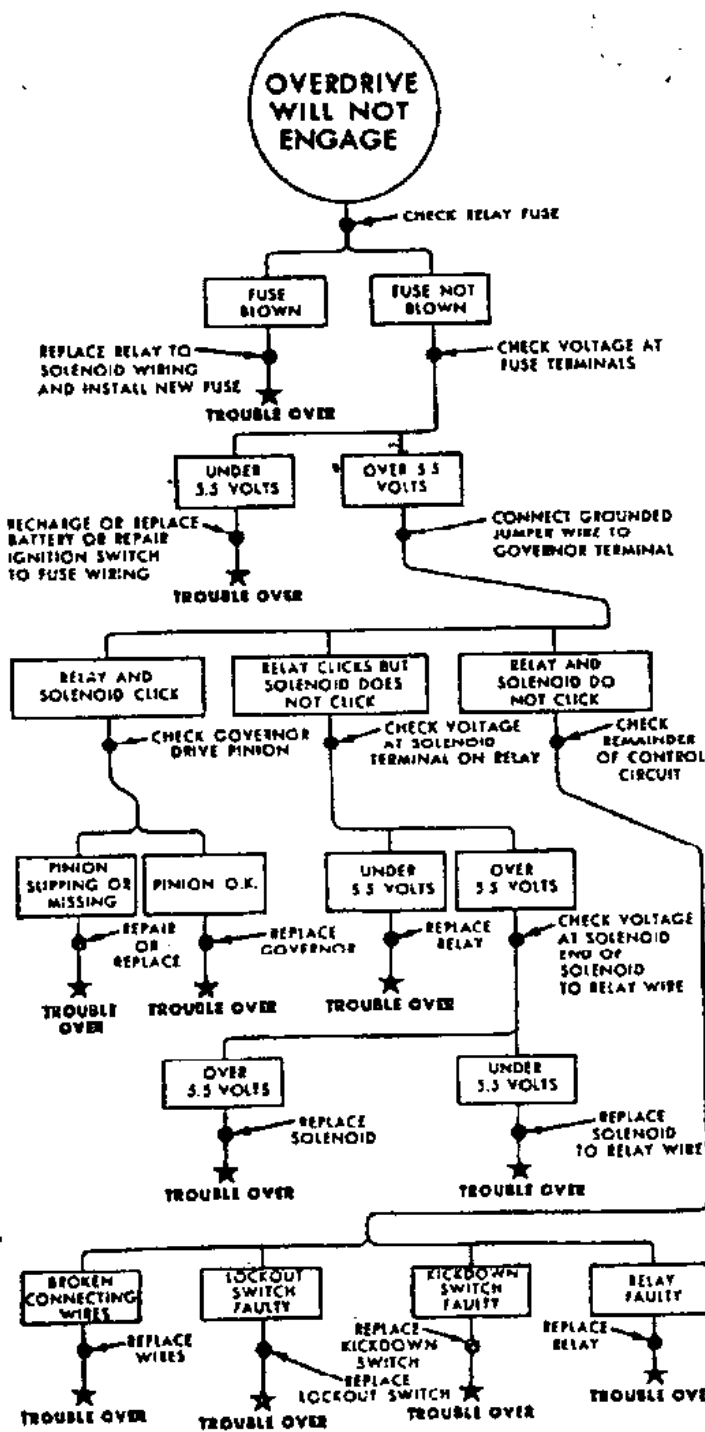 OVERDRIVE
WILL NOT
ENGAGE
CHECK RELAY FUSE
FUSE
BLOWN
FUSE NOT
BLOWN
REPLACE RELAY TO
SOLENOID WIRING
AND INSTALL NEW FUSE
TROUBLE OVER
CHECK VOLTAGE AT
FUSE TERMINALS
UNDER
5.5 VOLTS
OVER 5.5
VOLTS
RECHARGE OR REPLACE
BATTERY OR REPAIR
IGNITION SWITCH
TO FUSE WIRING
TROUBLE OVER
CONNECT GROUNDED
JUMPER WIRE TO
GOVERNOR TERMINAL
RELAY AND
SOLENOID CLICK
RELAY CLICKS BUT
SOLENOID DOES
NOT CLICK
RELAY AND
SOLENOID DO
NOT CLICK
CHECK GOVERNOR
DRIVE PINION
CHECK VOLTAGE
AT SOLENOID
TERMINAL ON RELAY
CHECK
REMAINDER
OF CONTROL
CIRCUIT
PINION
SLIPPING OR
MISSING
PINION O.K.
UNDER
5.5 VOLTS
OVER
5.5 VOLTS
REPAIR
OR
REPLACE
REPLACE
GOVERNOR
REPLACE
RELAY
CHECK VOLTAGE
AT SOLENOID
END OF
SOLENOID
TO RELAY WIRE
TROUBLE
OVER
TROUBLE OVER
TROUBLE OVER
OVER
5.5 VOLTS
UNDER
5.5 VOLTS
REPLACE
SOLENOID
REPLACE
SOLENOID
TO RELAY WIRE
TROUBLE OVER
TROUBLE OVER
BROKEN
CONNECTING
WIRES
LOCKOUT
SWITCH
FAULTY
KICKDOWN
SWITCH
FAULTY
RELAY
FAULTY
REPLACE
WIRES
REPLACE
LOCKOUT SWITCH
REPLACE
KICKDOWN
SWITCH
REPLACE
RELAY
TROUBLE OVER
TROUBLE OVER
TROUBLE OVER
TROUBLE OVE